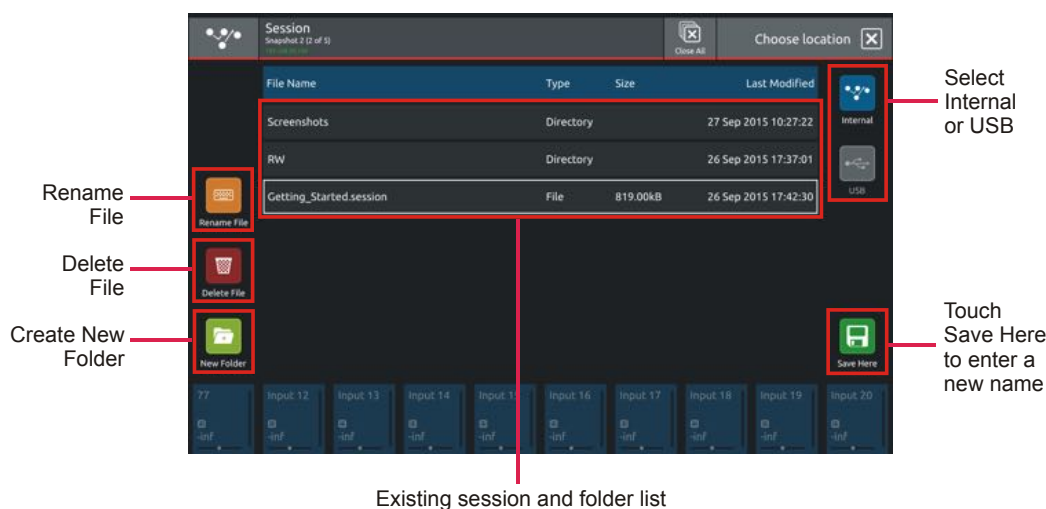 Session
Snapshot 2 (2 of 5)
Close All
Choose location
File Name Type Size Last Modified
Screenshots Directory 27 Sep 2015 10:27:22
RW Directory 26 Sep 2015 17:37:01
Getting_Started.session File 819.00kB 26 Sep 2015 17:42:30
Internal
USB
Select
Internal
or USB
Rename
File
Rename File
Delete
File
Delete File
Create New
Folder
New Folder
Save Here
Touch
Save Here
to enter a
new name
77 Input 12 Input 13 Input 14 Input 15 Input 16 Input 17 Input 18 Input 19 Input 20
-inf -inf -inf -inf -inf -inf -inf -inf -inf -inf
Existing session and folder list